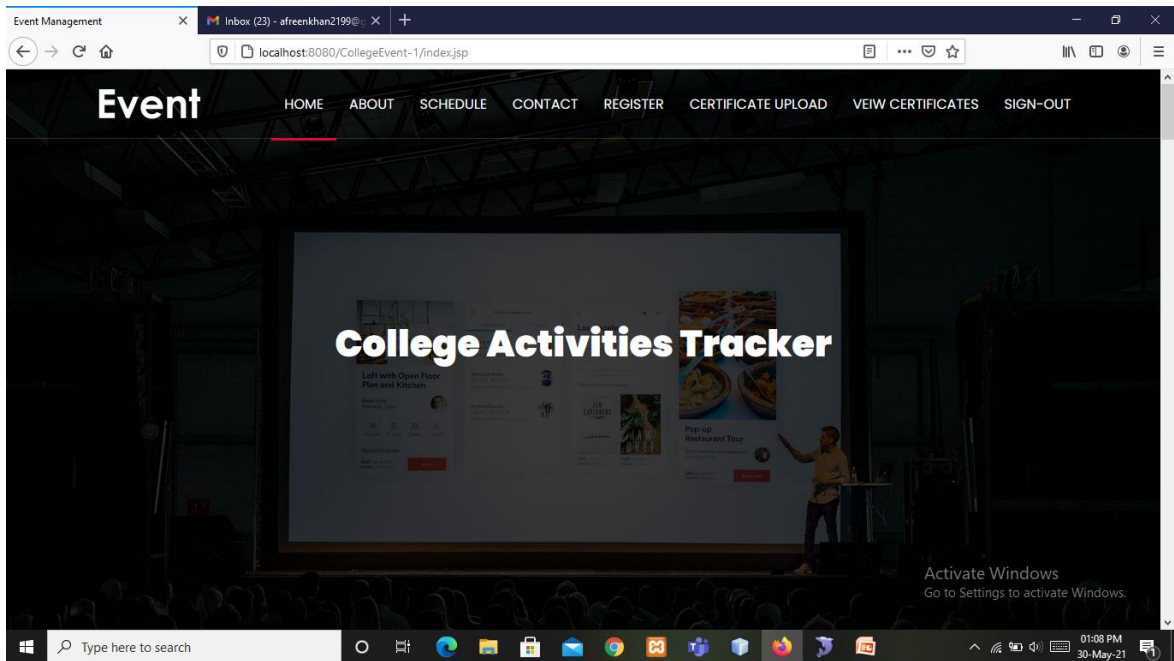 Event Management
Inbox (23) - afreenkhan2199@g
localhost:8080/CollegeEvent-1/index.jsp
Event
HOME ABOUT SCHEDULE CONTACT REGISTER CERTIFICATE UPLOAD VEIW CERTIFICATES SIGN-OUT
College Activities Tracker
Loft with Open Floor
Plan and Kitchen
Pop-up
Restaurant Tour
Activate Windows
Go to Settings to activate Windows.
Type here to search
01:08 PM
30-May-21